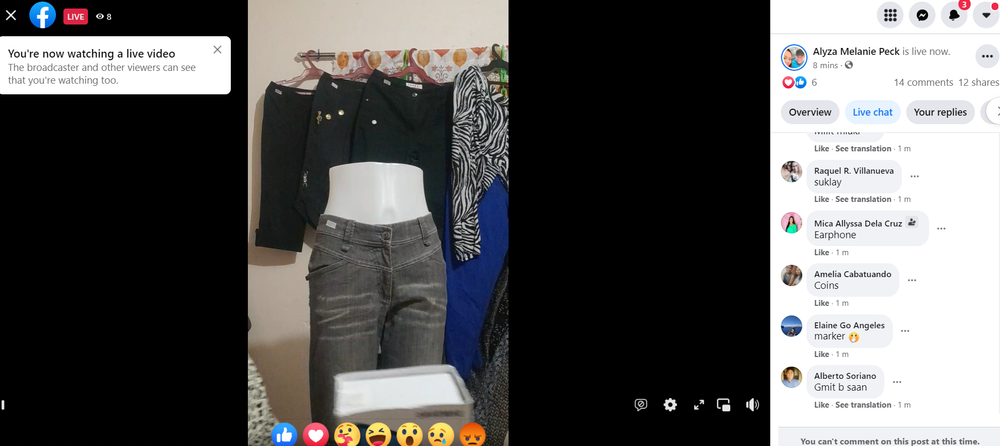 LIVE
8
You're now watching a live video
The broadcaster and other viewers can see
that you're watching too.
3
Alyza Melanie Peck is live now.
8 mins ·
6
14 comments 12 shares
Overview
Live chat
Your replies
Like · See translation · 1 m
Raquel R. Villanueva
suklay
Like · See translation · 1 m
Mica Allyssa Dela Cruz
Earphone
Like · 1 m
Amelia Cabatuando
Coins
Like · 1 m
Elaine Go Angeles
marker
Like · 1 m
Alberto Soriano
Gmit b saan
Like · See translation · 1 m
You can't comment on this post at this time.